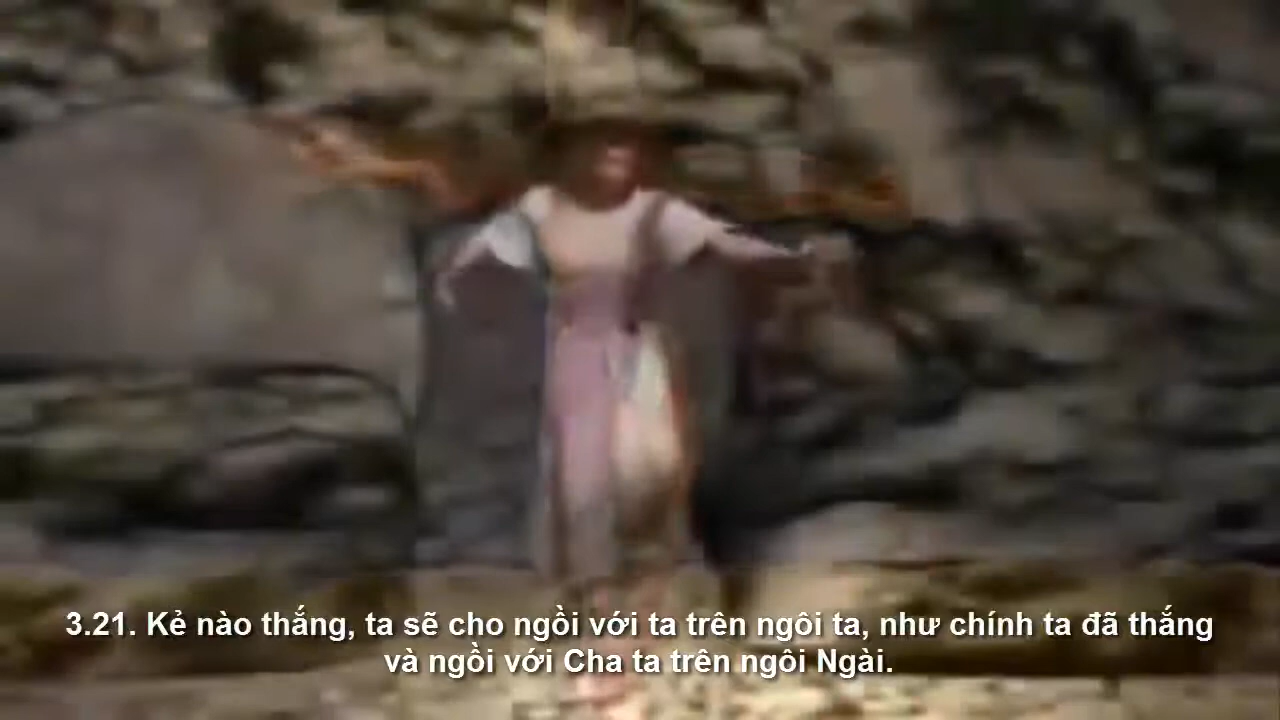 3.21. Kẻ nào thắng, ta sẽ cho ngồi với ta trên ngôi ta, như chính ta đã thắng
và ngồi với Cha ta trên ngôi Ngài.